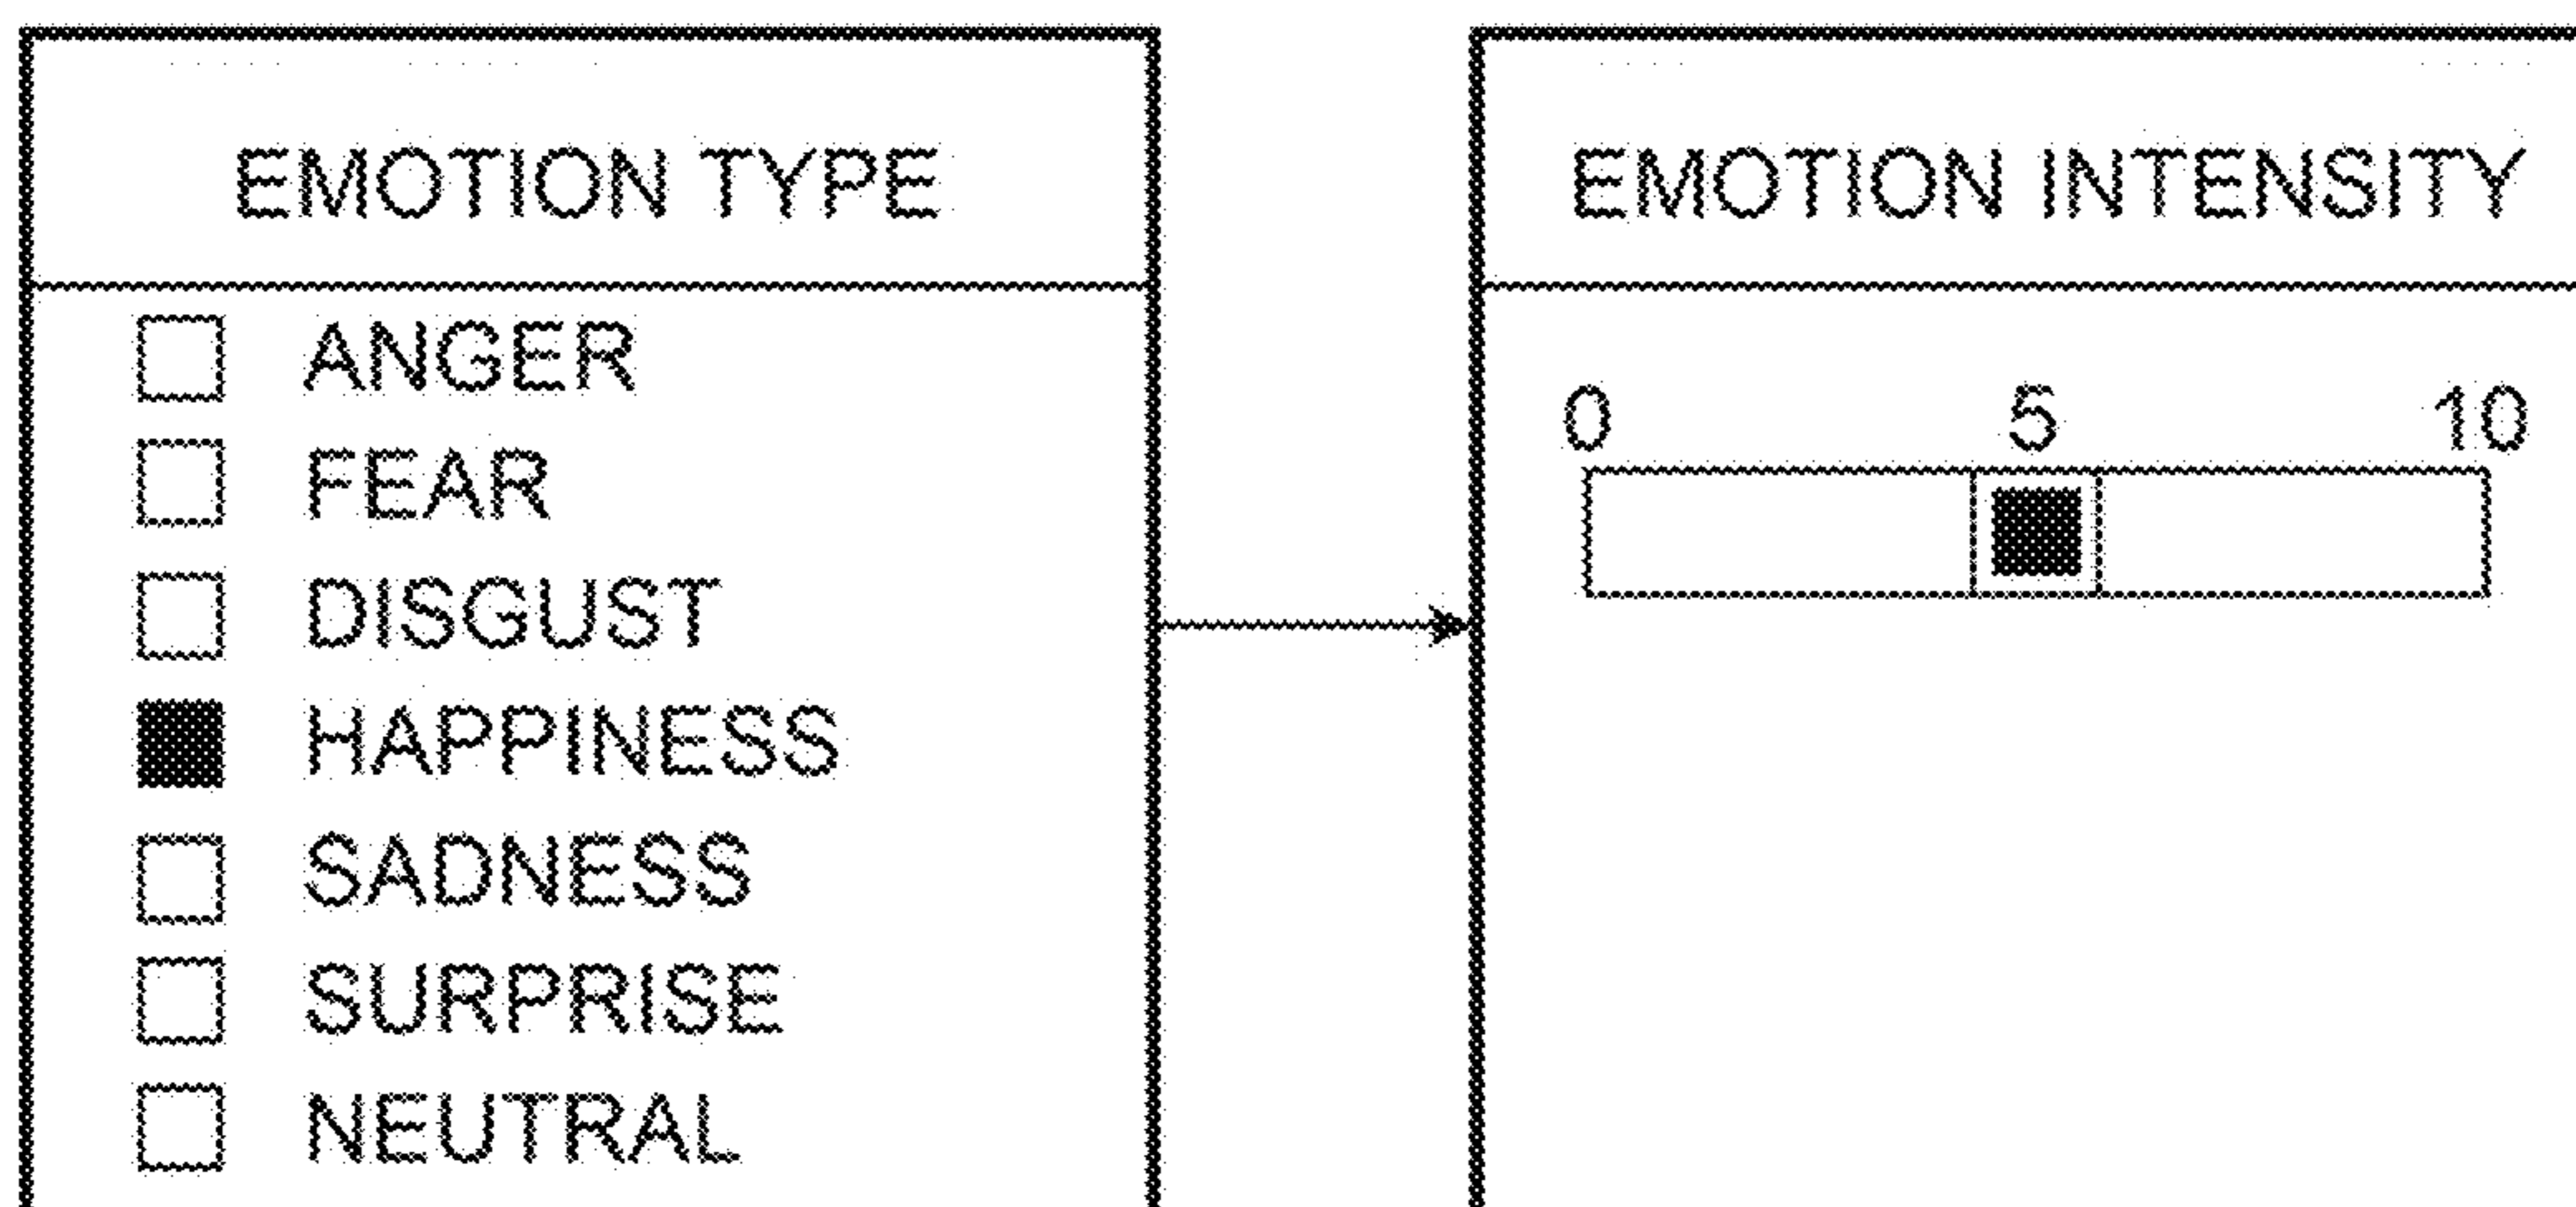 EMOTION TYPE
ANGER
FEAR
DISGUST
HAPPINESS
SADNESS
SURPRISE
NEUTRAL
EMOTION INTENSITY
0 5 10